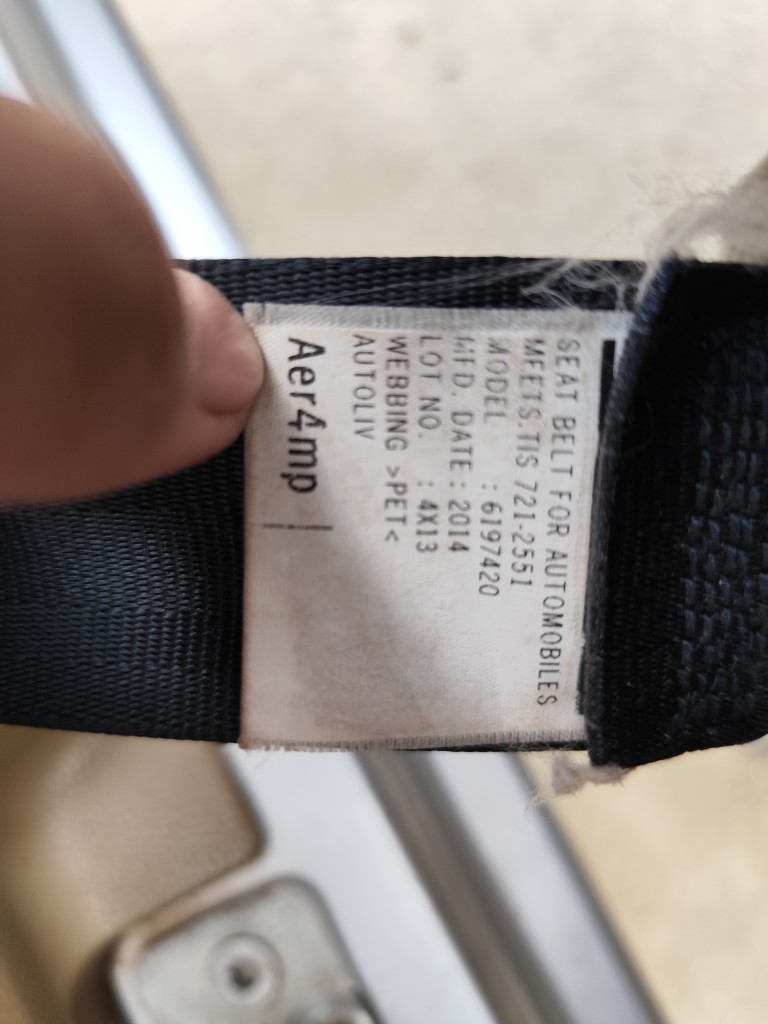 SEAT BELT FOR AUTOMOBILES
MEETS.TIS 721-2551
MODEL : 6197420
MFD. DATE : 2014
LOT NO. : 4X13
WEBBING >PET<
AUTOLIV
Aer4mp